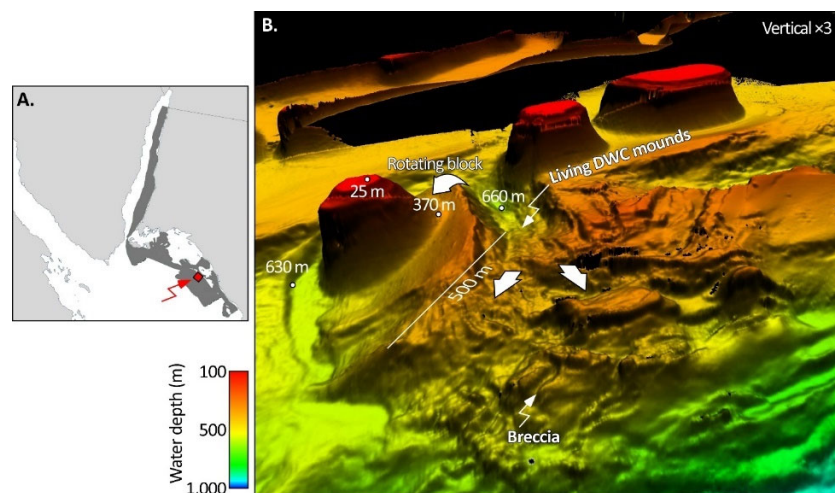 A.
B.
Vertical ×3
Rotating block
25 m
370 m
660 m
Living DWC mounds
630 m
500 m
Breccia
Water depth (m)
100
500
1.000